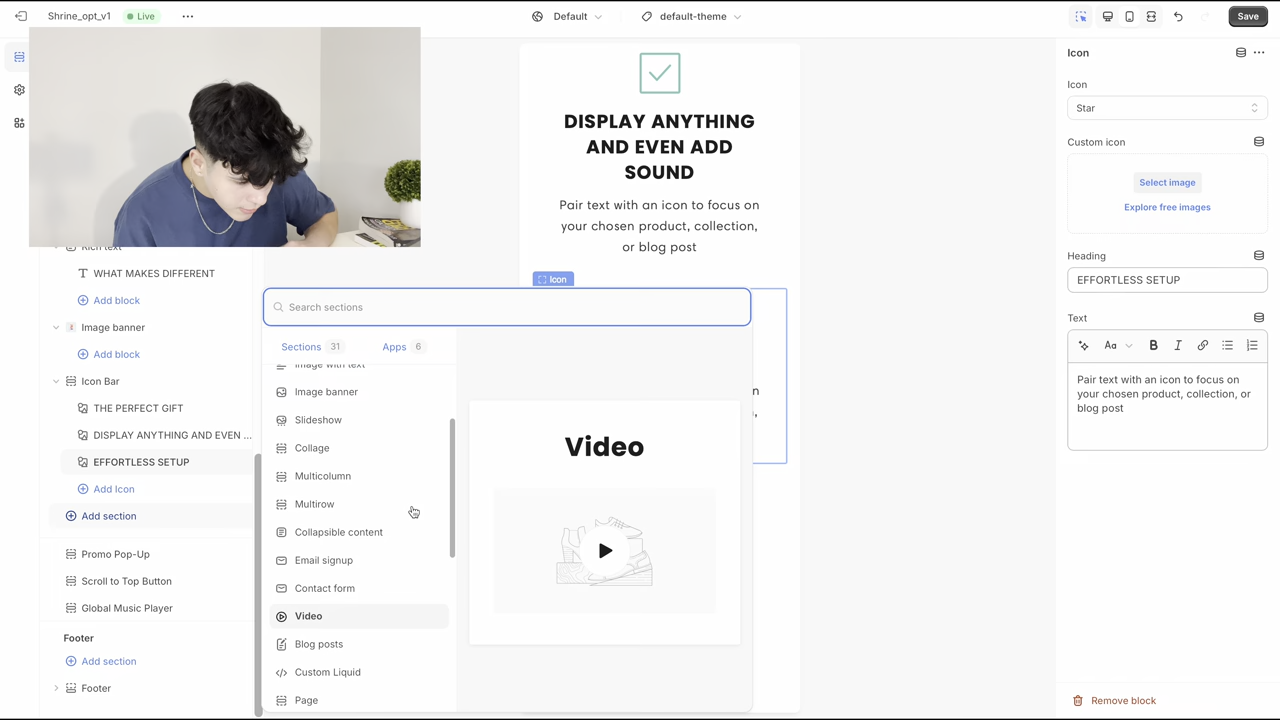 Shrine_opt_v1
Live
Default
default-theme
Save
WHAT MAKES DIFFERENT
Add block
Image banner
Add block
Icon Bar
THE PERFECT GIFT
DISPLAY ANYTHING AND EVEN ...
EFFORTLESS SETUP
Add Icon
Add section
Promo Pop-Up
Scroll to Top Button
Global Music Player
Footer
Add section
Footer
DISPLAY ANYTHING
AND EVEN ADD
SOUND
Pair text with an icon to focus on
your chosen product, collection,
or blog post
Icon
Search sections
Sections 31
Apps 6
Image with text
Image banner
Slideshow
Collage
Multicolumn
Multirow
Collapsible content
Email signup
Contact form
Video
Blog posts
Custom Liquid
Page
Video
Icon
Icon
Star
Custom icon
Select image
Explore free images
Heading
EFFORTLESS SETUP
Text
Aa
B
I
Pair text with an icon to focus on
your chosen product, collection, or
blog post
Remove block